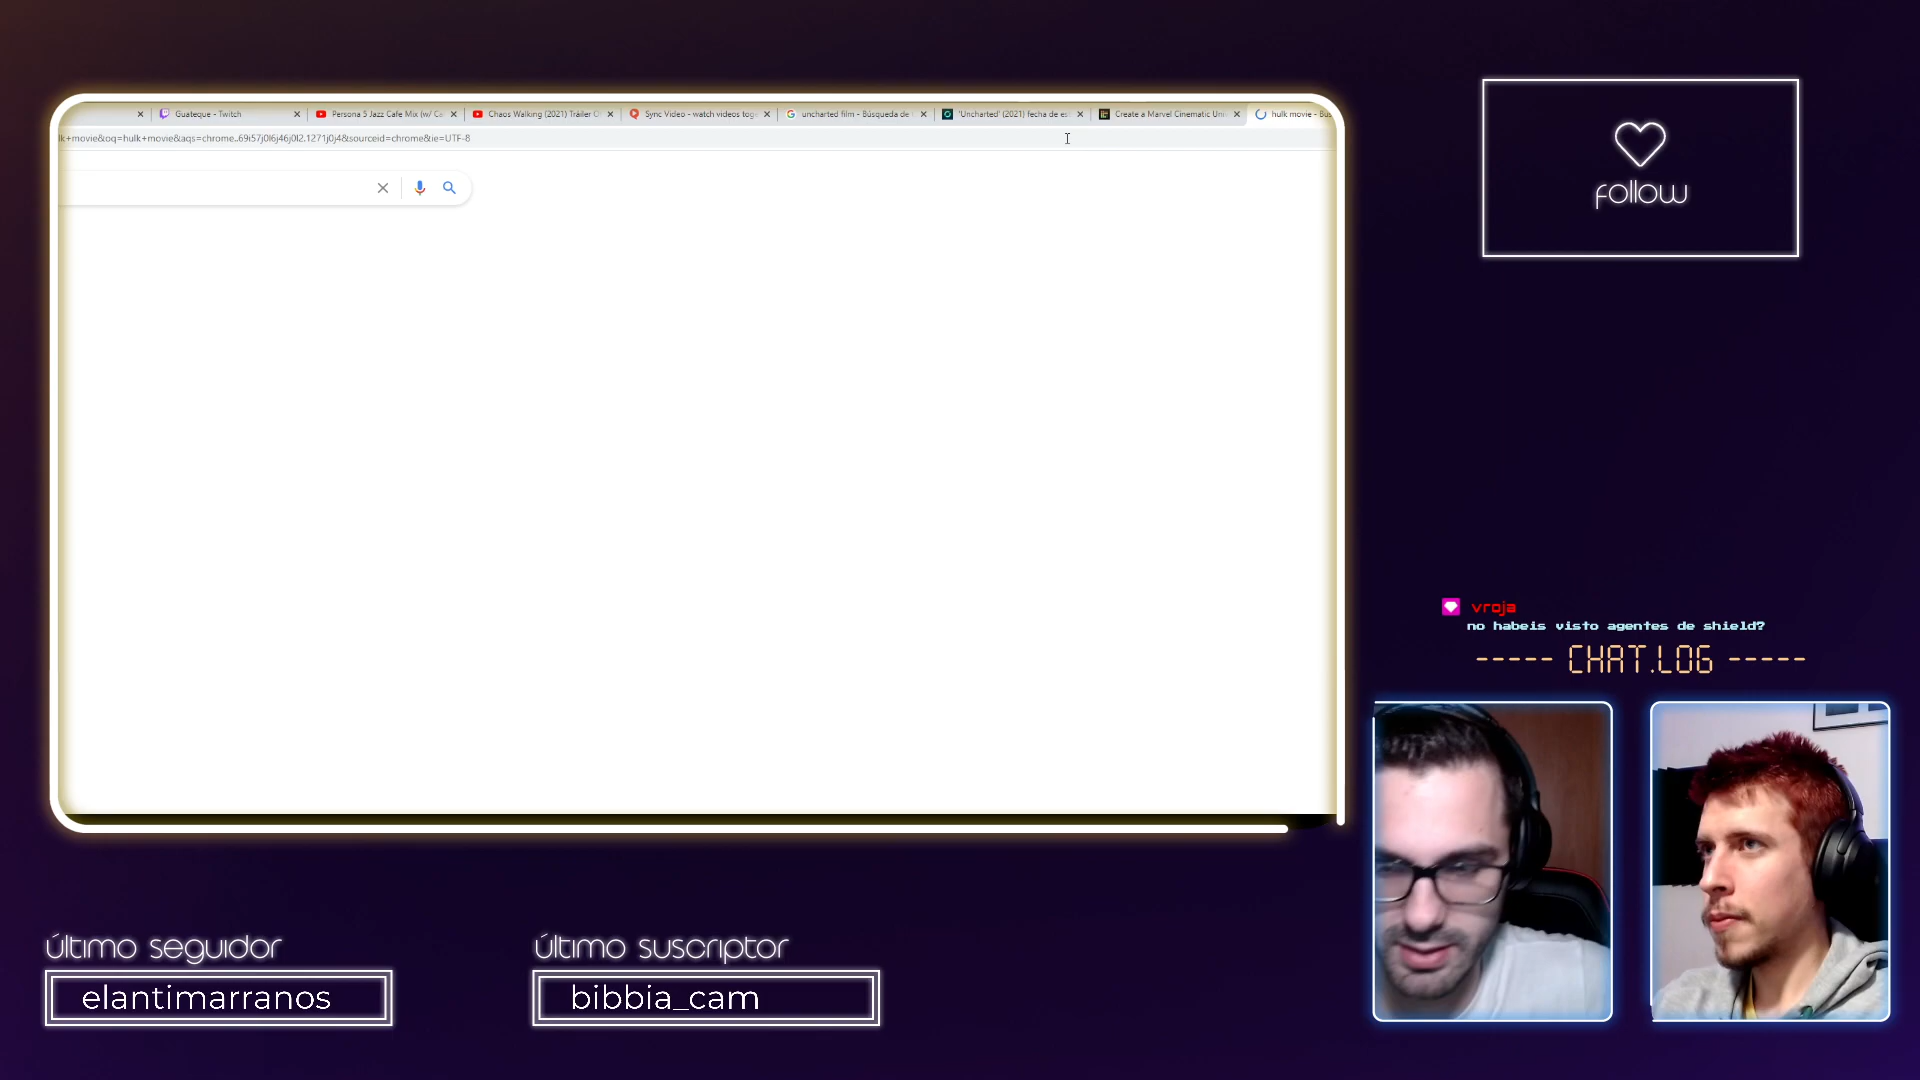 Guateque - Twitch
Persona 5 Jazz Cafe Mix (w/ Ca
Chaos Walking (2021) Tráiler O
Sync Video - watch videos toge
uncharted film - Búsqueda de
'Uncharted' (2021) fecha de es
Create a Marvel Cinematic Uni
hulk movie - Bus
lk+movie&oq=hulk+movie&aqs=chrome..69i57j0l6j46j0l2.1271j0j4&sourceid=chrome&ie=UTF-8
follow
vroja
no habeis visto agentes de shield?
----- CHAT.LOG -----
último seguidor
elantimarranos
último suscriptor
bibbia_cam